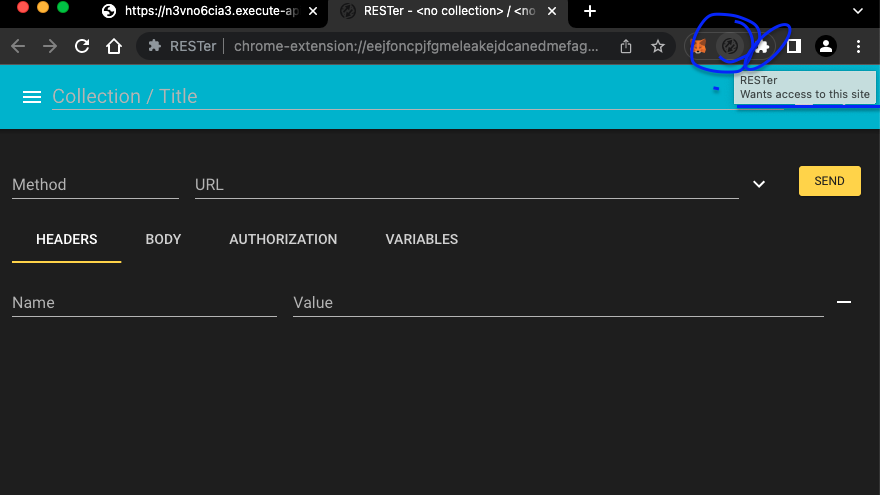 https://n3vno6cia3.execute-ap
RESTer - <no collection> / <no
RESTer
chrome-extension://eejfoncpjfgmeleakejdcanedmefag...
RESTer
Wants access to this site
Collection / Title
Method
URL
SEND
HEADERS
BODY
AUTHORIZATION
VARIABLES
Name
Value